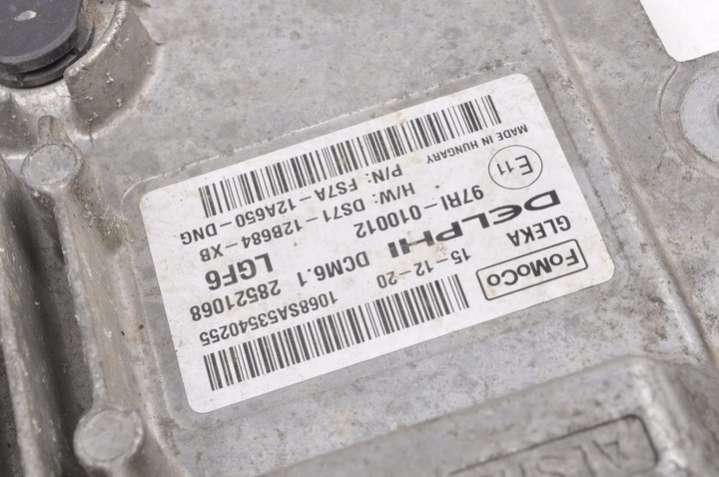 1068SA53540255
FoMoCo
15-12-20 DCM6.1 28521068
GLEKA
DELPHI LGF6
97RI-010012
H/W: DS71-12B684-XB
E11
P/N: FS7A-12A650-DNG
MADE IN HUNGARY